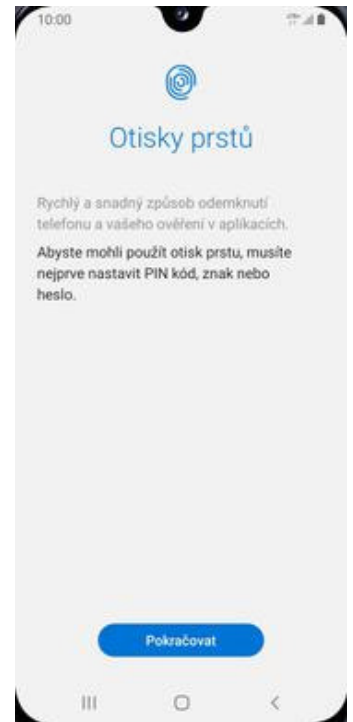 10:00
Otisky prstů
Rychlý a snadný způsob odemknutí
telefonu a vašeho ověření v aplikacích.
Abyste mohli použít otisk prstu, musíte
nejprve nastavit PIN kód, znak nebo
heslo.
Pokračovat